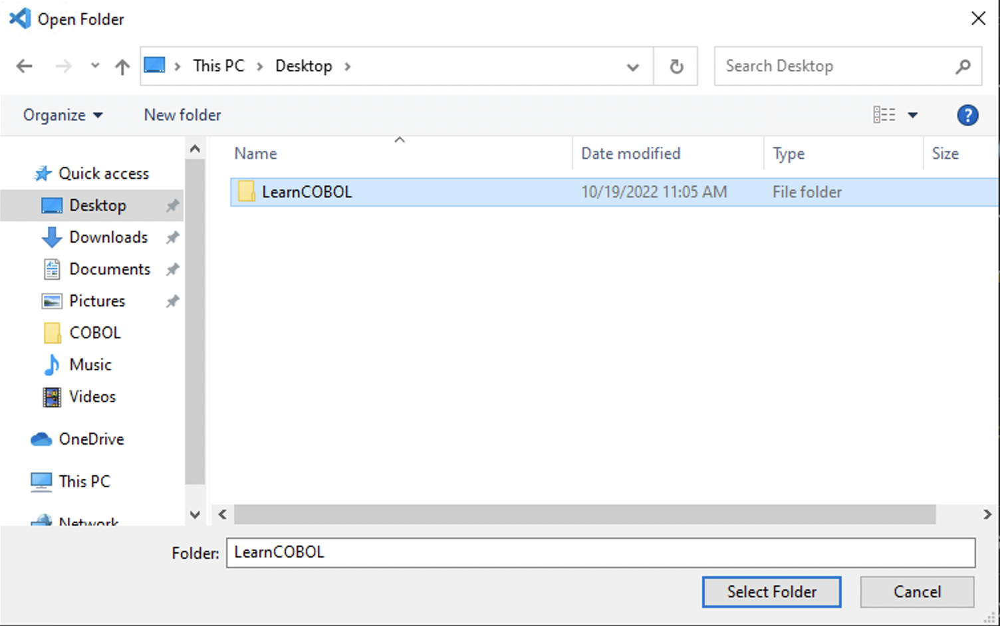 Open Folder
This PC > Desktop >
Search Desktop
Organize
New folder
?
Name
Date modified
Type
Size
Quick access
Desktop
Downloads
Documents
Pictures
COBOL
Music
Videos
OneDrive
This PC
Network
LearnCOBOL 10/19/2022 11:05 AM File folder
Folder: LearnCOBOL
Select Folder
Cancel